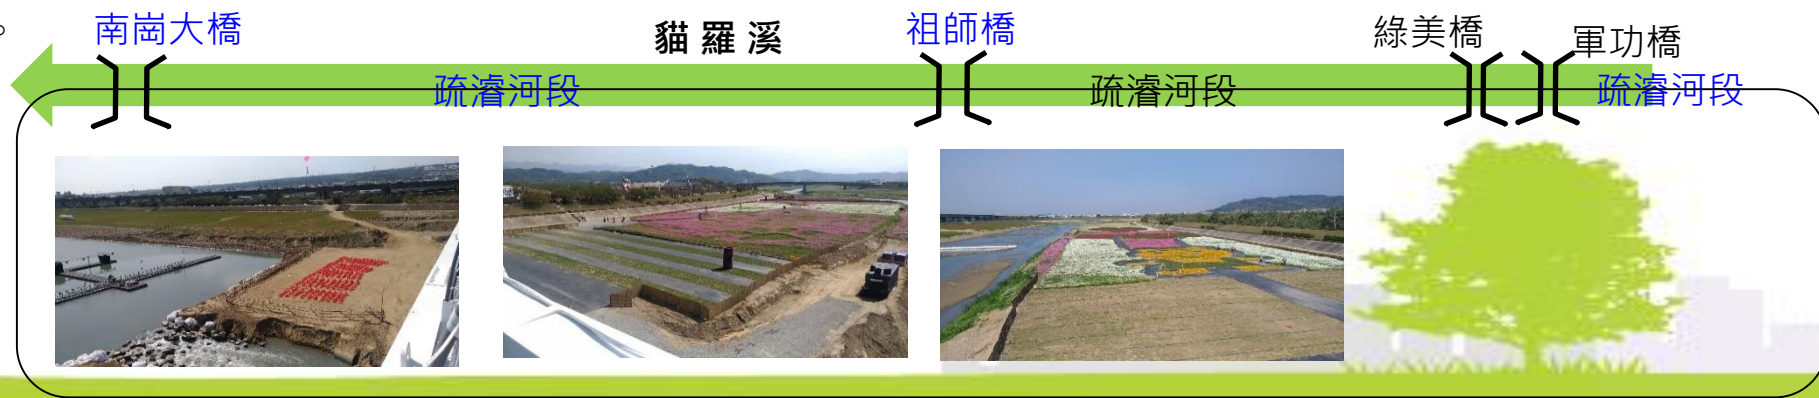 。
南崗大橋
貓羅溪
祖師橋
綠美橋
軍功橋
疏濬河段
疏濬河段
疏濬河段